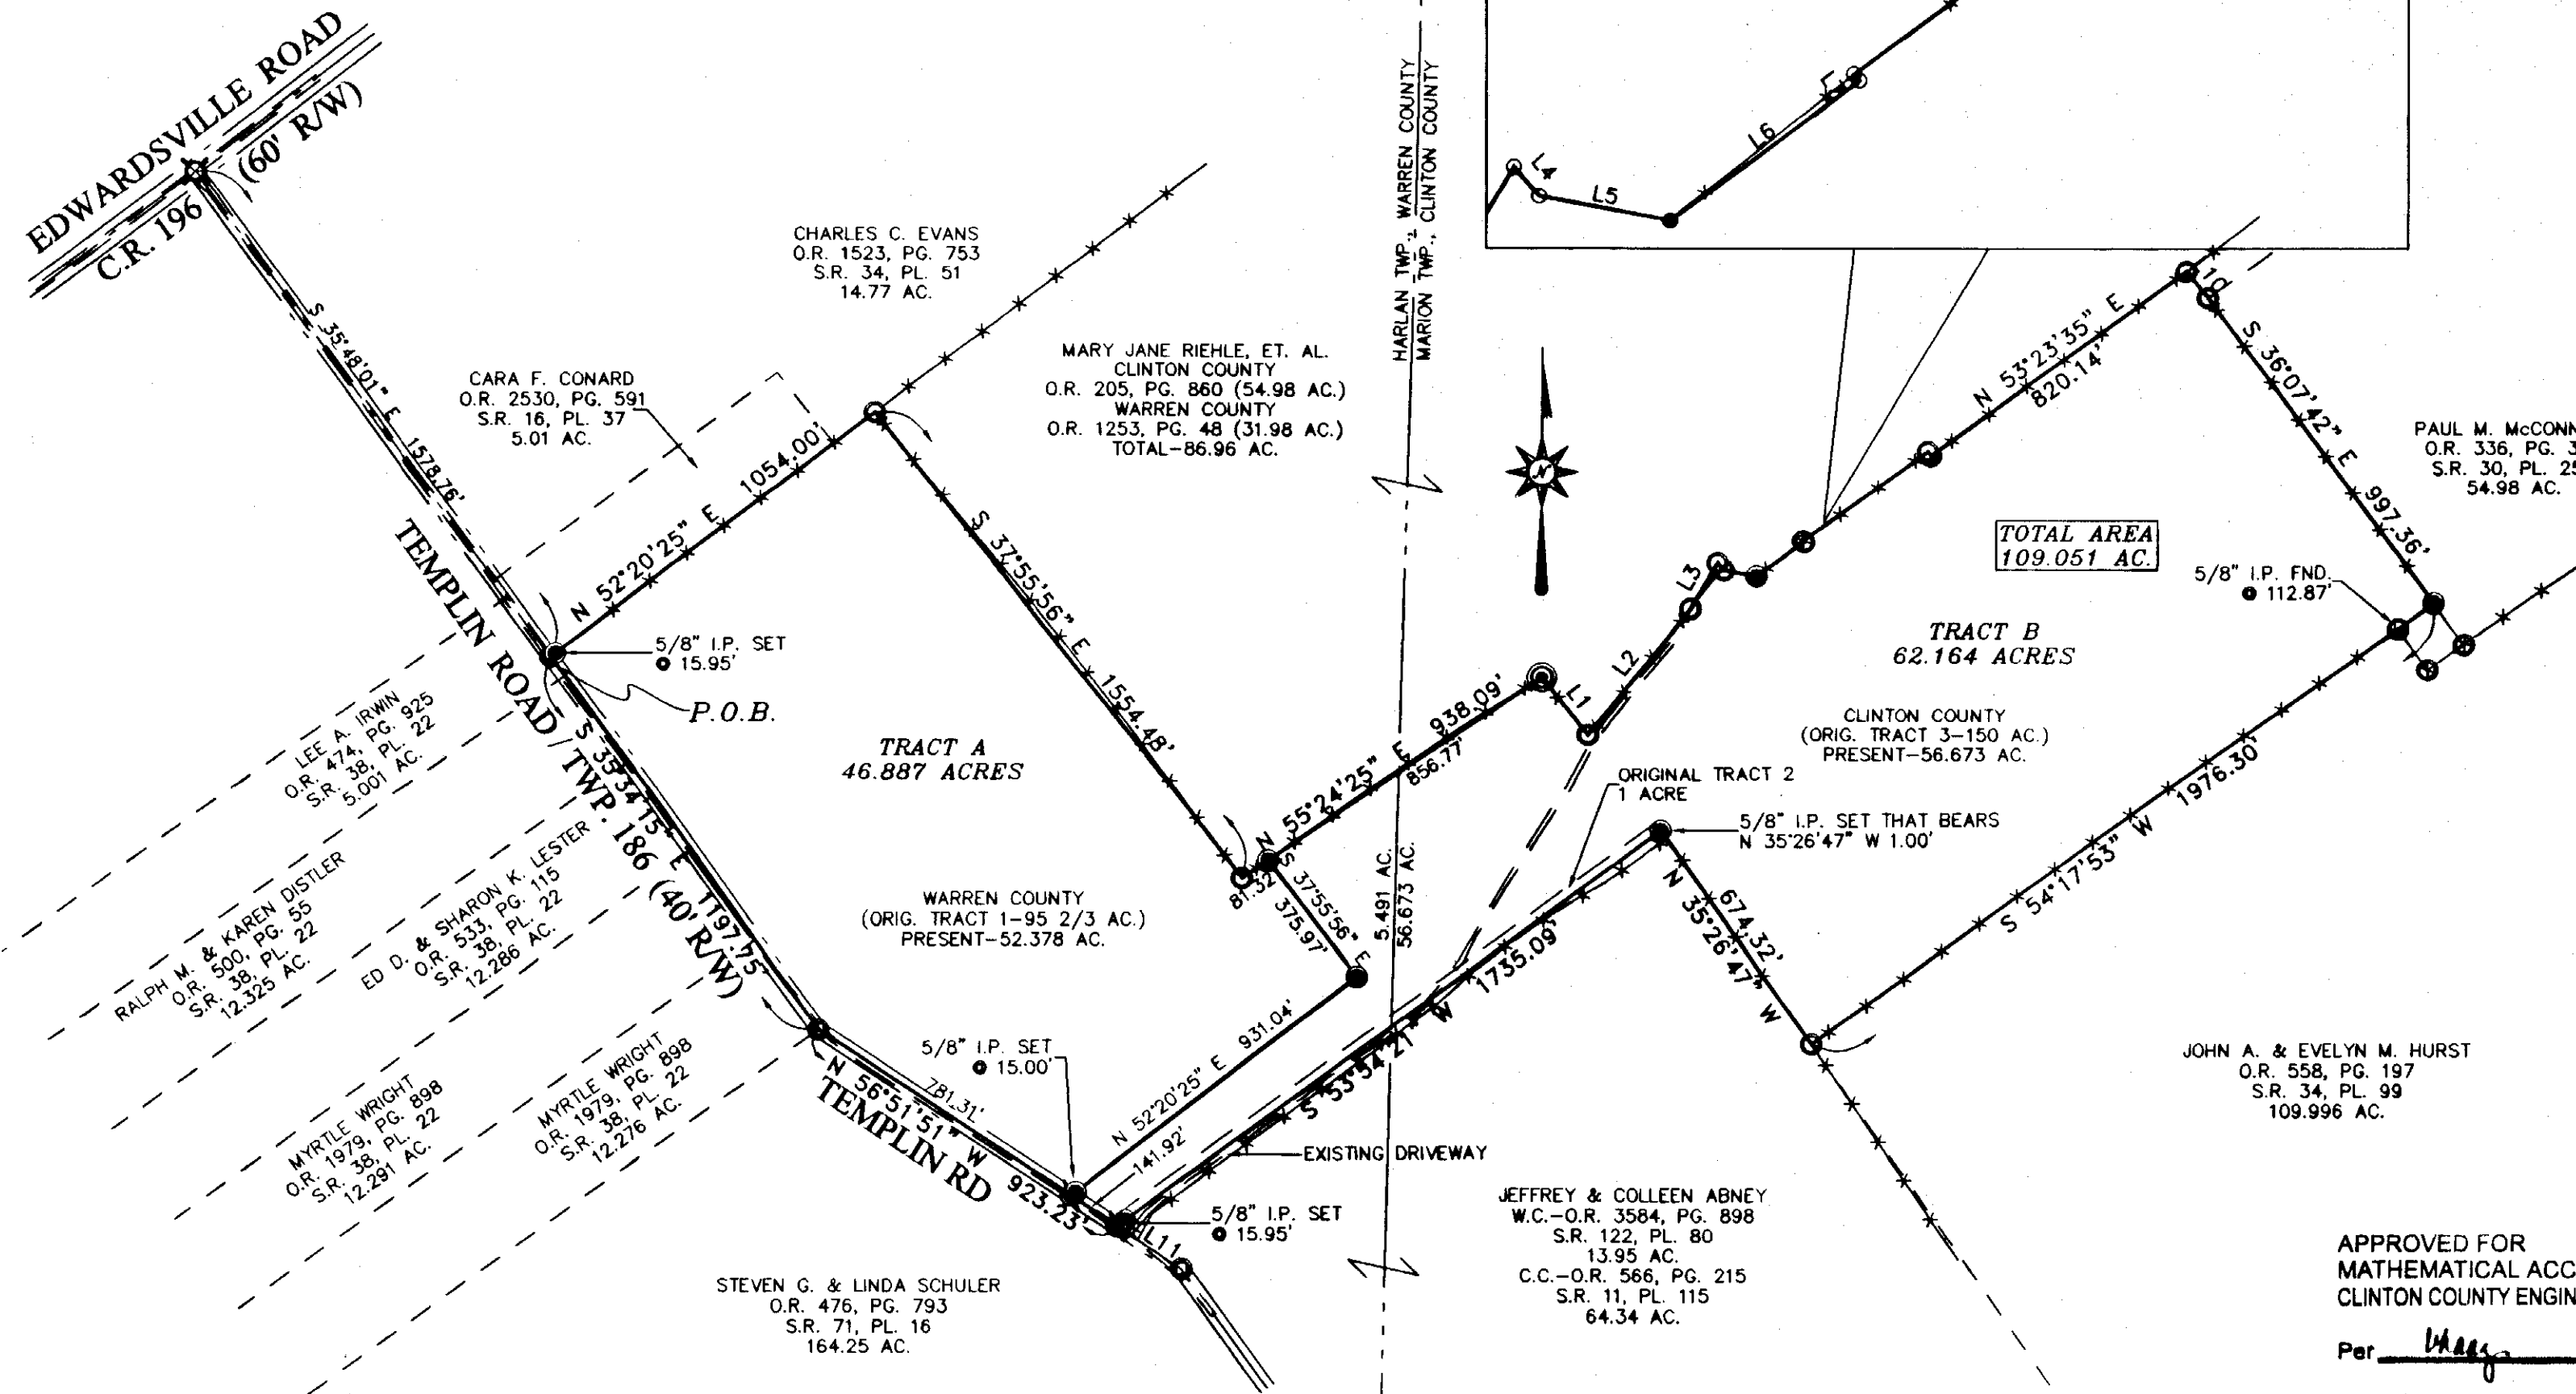 EDWARDSVILLE ROAD
(60' R/W)
C.R. 196
S 35°48'01" E
1578.76'
CHARLES C. EVANS
O.R. 1523, PG. 753
S.R. 34, PL. 51
14.77 AC.
CARA F. CONARD
O.R. 2530, PG. 591
S.R. 16, PL. 37
5.01 AC.
MARY JANE RIEHLE, ET. AL.
CLINTON COUNTY
O.R. 205, PG. 860 (54.98 AC.)
WARREN COUNTY
O.R. 1253, PG. 48 (31.98 AC.)
TOTAL-86.96 AC.
HARLAN TWP., WARREN COUNTY
MARION TWP., CLINTON COUNTY
L4
L5
L6
L7
N
N 52°20'25" E 1054.00'
S 37°55'56" E 1554.48'
5/8" I.P. SET
@ 15.95'
P.O.B.
TEMPLIN ROAD / TWP. 186 (40' R/W)
S 35°34'15" E 1197.75'
TRACT A
46.887 ACRES
WARREN COUNTY
(ORIG. TRACT 1-95 2/3 AC.)
PRESENT-52.378 AC.
N 55°24'25" E 938.09'
856.77'
81.32'
S 37°55'56" E
375.97'
5.491 AC.
56.673 AC.
L1
L2
L3
N 53°23'35" E
820.14'
S 36°07'42" E 997.36'
PAUL M. McCONN
O.R. 336, PG. 3
S.R. 30, PL. 25
54.98 AC.
TOTAL AREA
109.051 AC.
5/8" I.P. FND.
@ 112.87'
TRACT B
62.164 ACRES
CLINTON COUNTY
(ORIG. TRACT 3-150 AC.)
PRESENT-56.673 AC.
ORIGINAL TRACT 2
1 ACRE
5/8" I.P. SET THAT BEARS
N 35°26'47" W 1.00'
S 54°17'53" W 1976.30'
674.32'
N 35°26'47" W
1735.09'
S 53°54'21" W
LEE A. IRWIN
O.R. 474, PG. 925
S.R. 38, PL. 22
5.001 AC.
RALPH M. & KAREN DISTLER
O.R. 500, PG. 55
S.R. 38, PL. 22
12.325 AC.
ED D. & SHARON K. LESTER
O.R. 533, PG. 115
S.R. 38, PL. 22
12.286 AC.
MYRTLE WRIGHT
O.R. 1979, PG. 898
S.R. 38, PL. 22
12.291 AC.
MYRTLE WRIGHT
O.R. 1979, PG. 898
S.R. 38, PL. 22
12.276 AC.
5/8" I.P. SET
@ 15.00'
781.31'
N 56°51'51" W 923.23'
TEMPLIN RD
N 52°20'25" E 931.04'
141.92'
EXISTING DRIVEWAY
5/8" I.P. SET
@ 15.95'
L11
STEVEN G. & LINDA SCHULER
O.R. 476, PG. 793
S.R. 71, PL. 16
164.25 AC.
JEFFREY & COLLEEN ABNEY
W.C.-O.R. 3584, PG. 898
S.R. 122, PL. 80
13.95 AC.
C.C.-O.R. 566, PG. 215
S.R. 11, PL. 115
64.34 AC.
JOHN A. & EVELYN M. HURST
O.R. 558, PG. 197
S.R. 34, PL. 99
109.996 AC.
APPROVED FOR
MATHEMATICAL ACC
CLINTON COUNTY ENGIN
Per